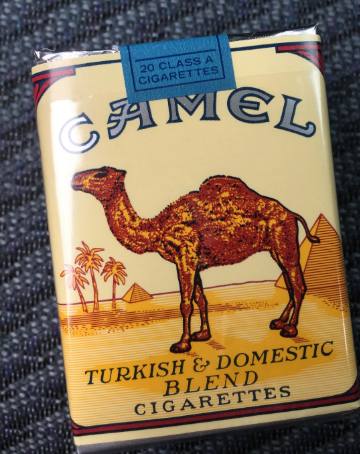 20 CLASS A
CIGARETTES
CAMEL
TURKISH & DOMESTIC
BLEND
CIGARETTES